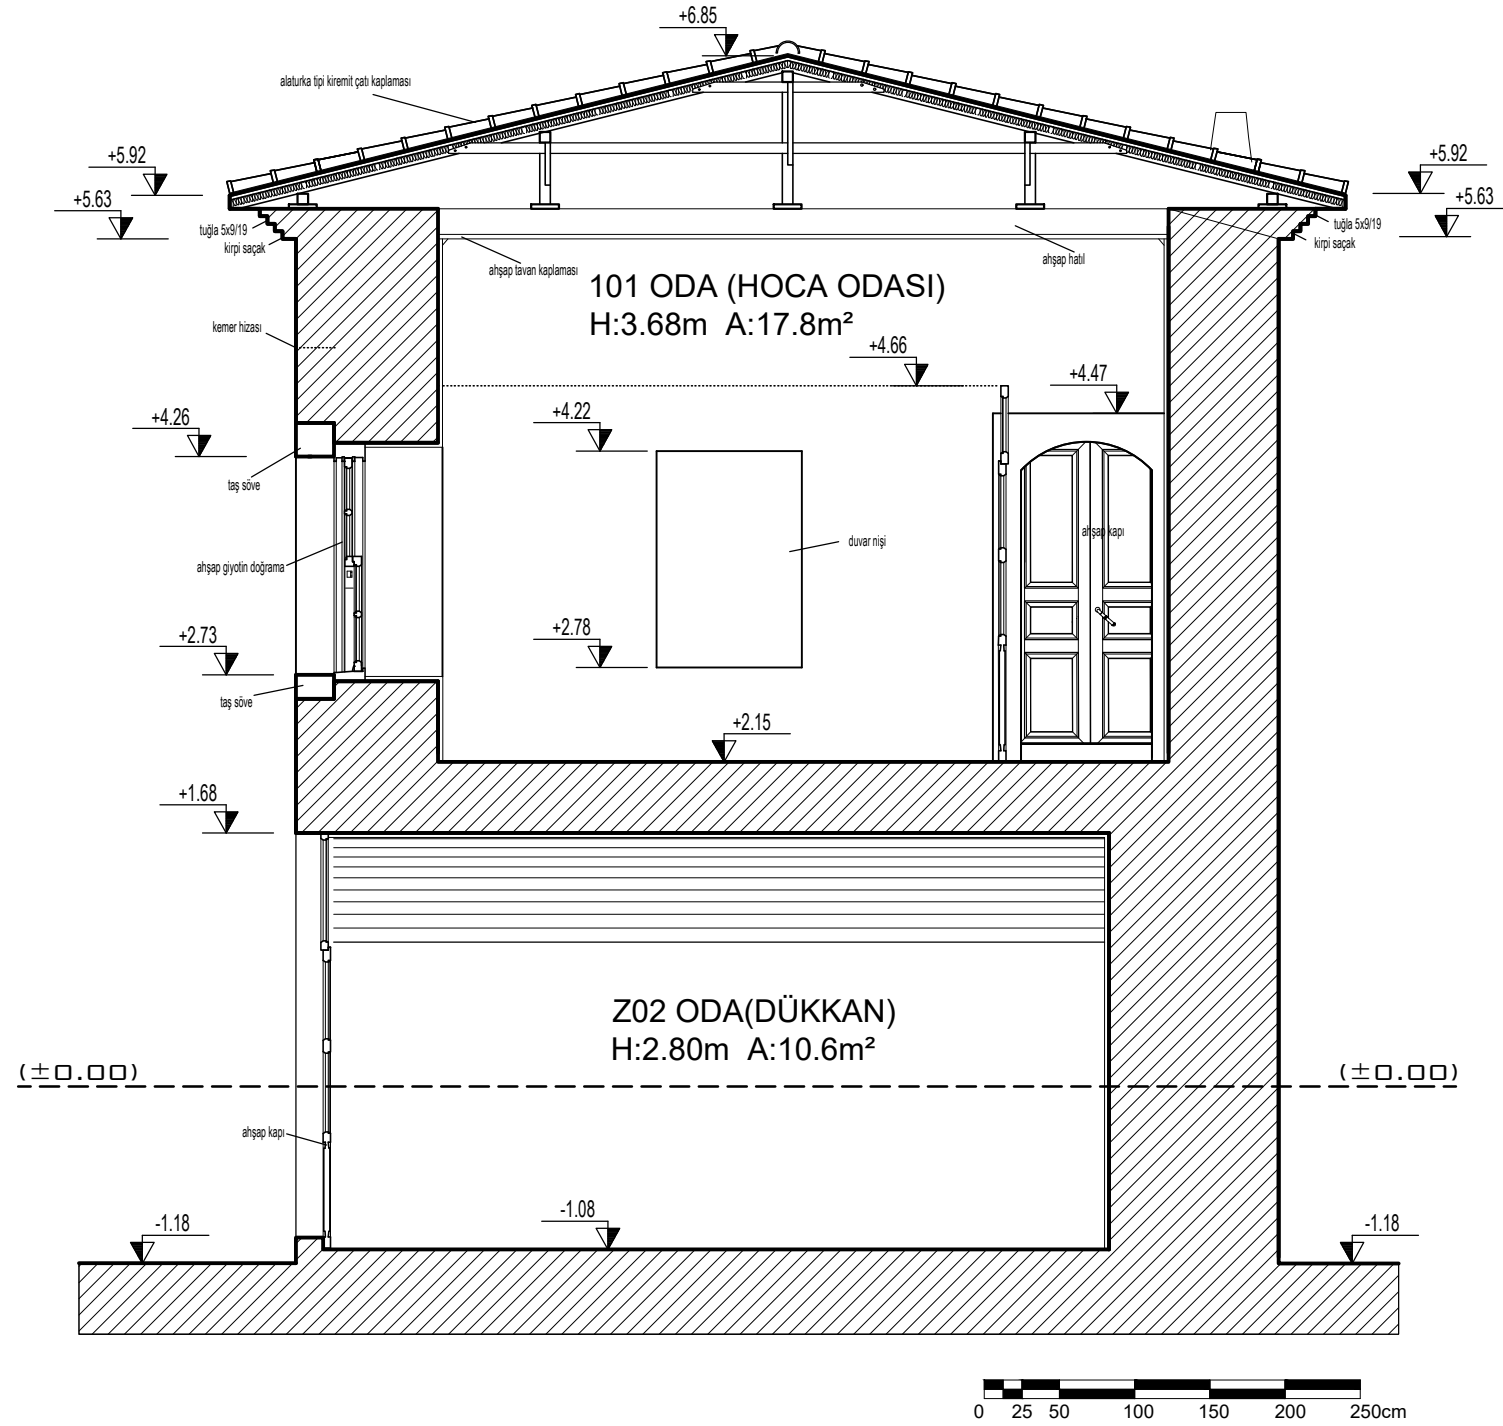 +6.85
alaturka tipi kiremit çatı kaplaması
+5.92
+5.92
+5.63
+5.63
tuğla 5x9/19
kirpi saçak
tuğla 5x9/19
kirpi saçak
ahşap tavan kaplaması
ahşap hatıl
101 ODA (HOCA ODASI)
H:3.68m A:17.8m²
kemer hizası
+4.66
+4.47
+4.26
+4.22
taş söve
ahşap kapı
duvar nişi
ahşap giyotin doğrama
+2.73
+2.78
taş söve
+2.15
+1.68
Z02 ODA(DÜKKAN)
H:2.80m A:10.6m²
(±0.00)
(±0.00)
ahşap kapı
-1.18
-1.08
-1.18
0 25 50 100 150 200 250cm